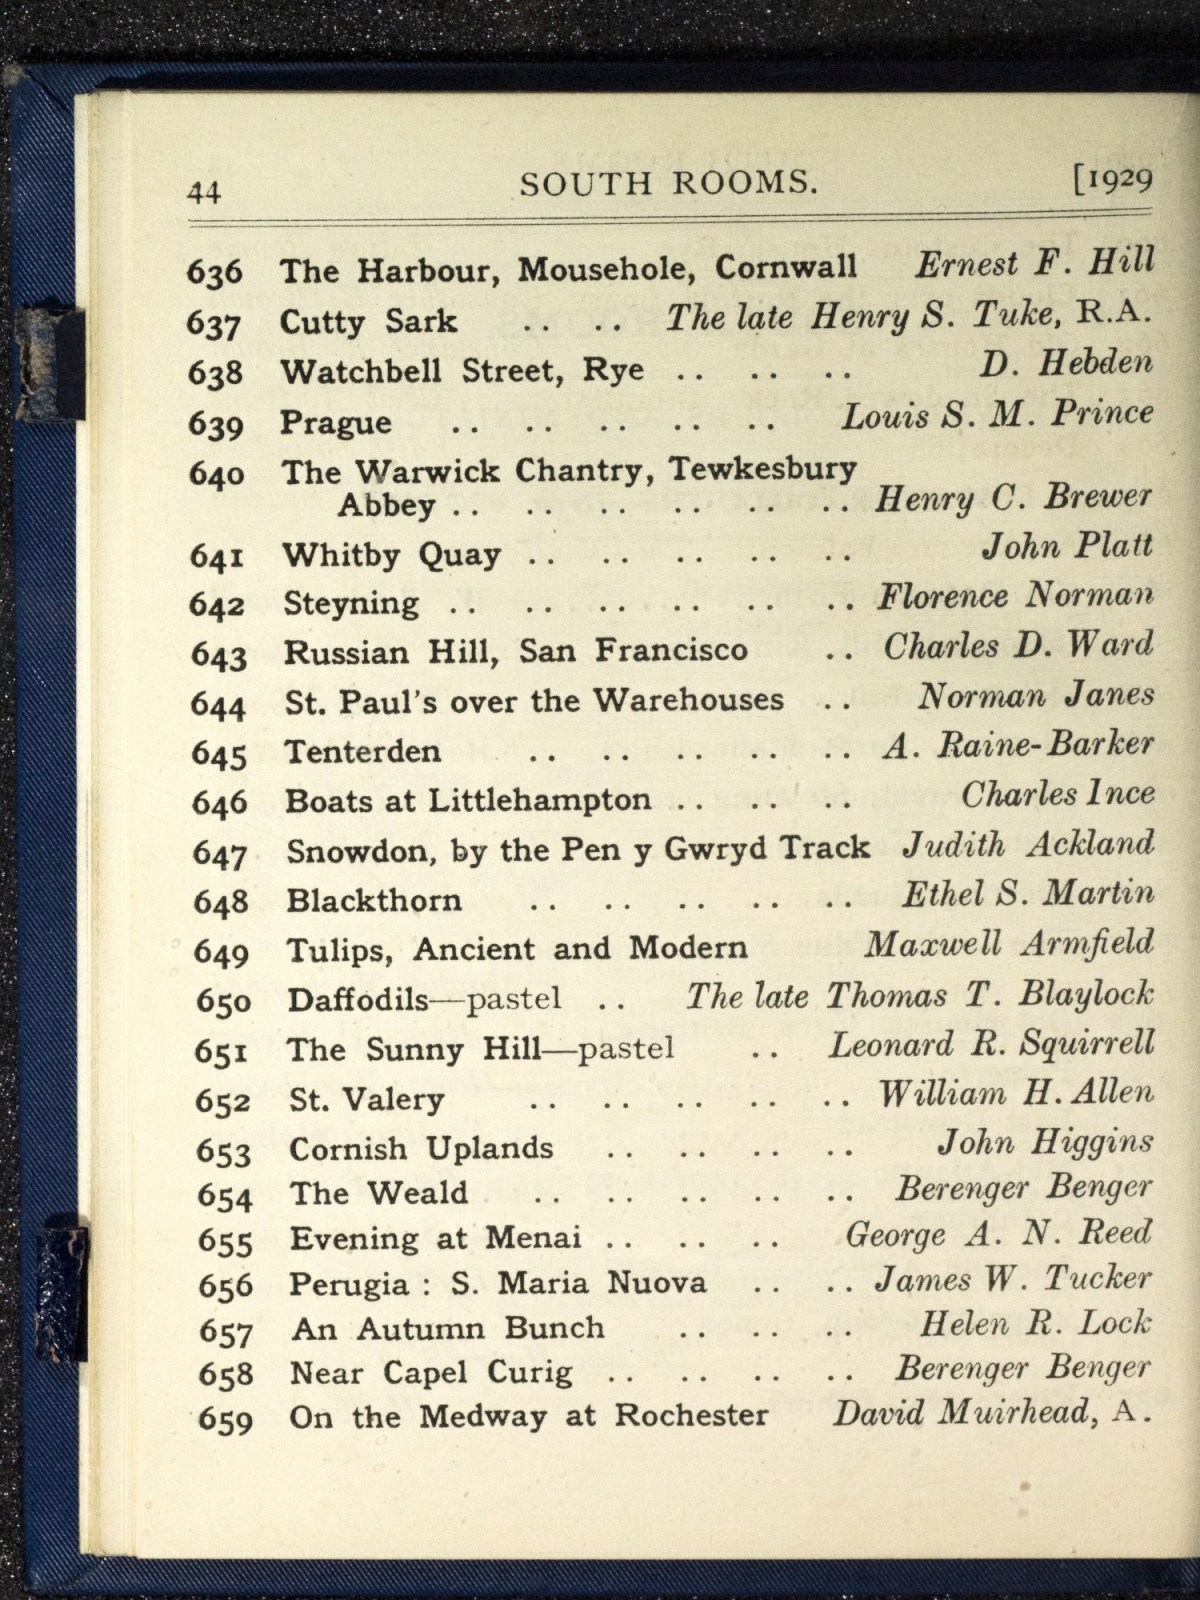 44 SOUTH ROOMS. [1929
636 The Harbour, Mousehole, Cornwall Ernest F. Hill
637 Cutty Sark .. .. The late Henry S. Tuke, R.A.
638 Watchbell Street, Rye .. .. .. D. Hebden
639 Prague .. .. .. .. .. Louis S. M. Prince
640 The Warwick Chantry, Tewkesbury
Abbey .. .. .. .. .. .. Henry C. Brewer
641 Whitby Quay .. .. .. .. .. John Platt
642 Steyning .. .. .. .. .. .. Florence Norman
643 Russian Hill, San Francisco .. Charles D. Ward
644 St. Paul's over the Warehouses .. Norman Janes
645 Tenterden .. .. .. .. .. A. Raine-Barker
646 Boats at Littlehampton .. .. .. Charles Ince
647 Snowdon, by the Pen y Gwryd Track Judith Ackland
648 Blackthorn .. .. .. .. .. Ethel S. Martin
649 Tulips, Ancient and Modern Maxwell Armfield
650 Daffodils—pastel .. The late Thomas T. Blaylock
651 The Sunny Hill—pastel .. Leonard R. Squirrell
652 St. Valery .. .. .. .. .. William H. Allen
653 Cornish Uplands .. .. .. .. John Higgins
654 The Weald .. .. .. .. .. Berenger Benger
655 Evening at Menai .. .. .. George A. N. Reed
656 Perugia : S. Maria Nuova .. .. James W. Tucker
657 An Autumn Bunch .. .. .. Helen R. Lock
658 Near Capel Curig .. .. .. .. Berenger Benger
659 On the Medway at Rochester David Muirhead, A.